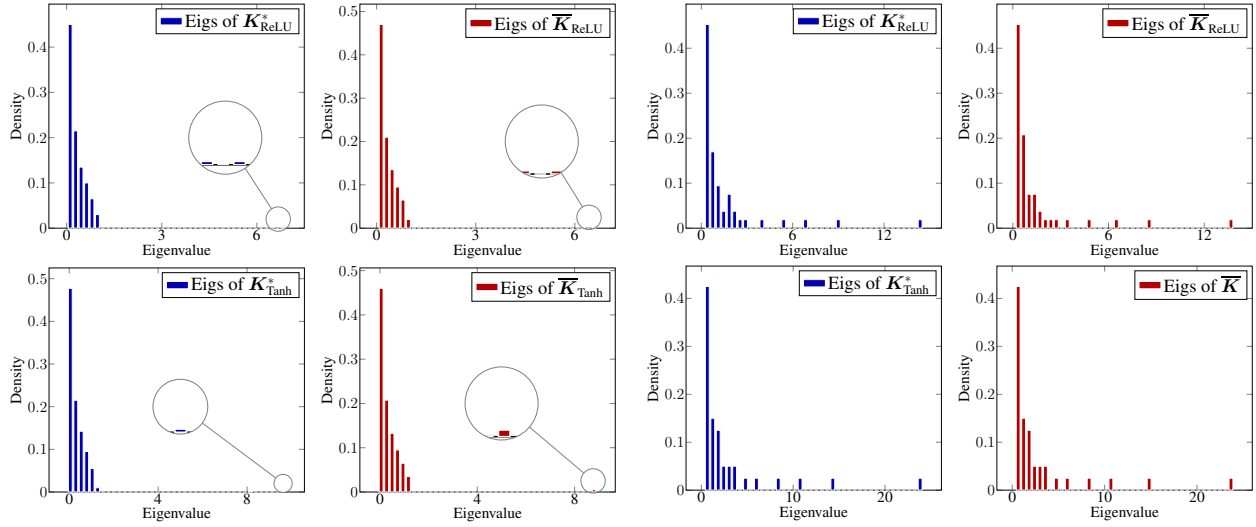 Eigs of K*ReLU
Density
0.4
0.3
0.2
0.1
0
0 3 6
Eigenvalue
Eigs of K̅ReLU
Density
0.5
0.4
0.3
0.2
0.1
0
0 3 6
Eigenvalue
Eigs of K*ReLU
Density
0.4
0.3
0.2
0.1
0
0 6 12
Eigenvalue
Eigs of K̅ReLU
Density
0.4
0.3
0.2
0.1
0
0 6 12
Eigenvalue
Eigs of K*Tanh
Density
0.5
0.4
0.3
0.2
0.1
0
0 4 8
Eigenvalue
Eigs of K̅Tanh
Density
0.5
0.4
0.3
0.2
0.1
0
0 4 8
Eigenvalue
Eigs of K*Tanh
Density
0.4
0.3
0.2
0.1
0
0 10 20
Eigenvalue
Eigs of K̅
Density
0.4
0.3
0.2
0.1
0
0 10 20
Eigenvalue